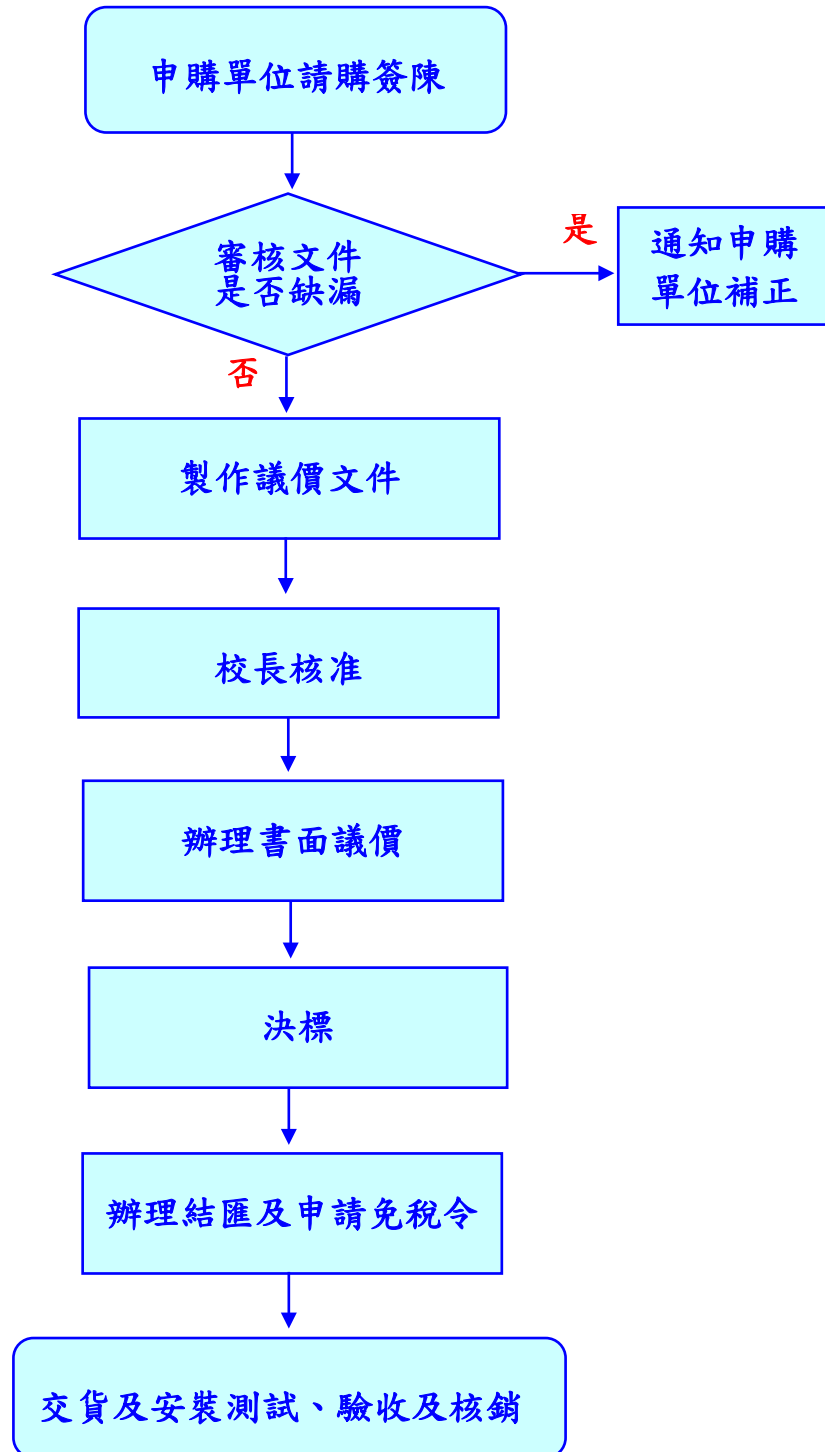 申購單位請購簽陳
審核文件
是否缺漏
是
通知申購
單位補正
否
製作議價文件
校長核准
辦理書面議價
決標
辦理結匯及申請免稅令
交貨及安裝測試、驗收及核銷